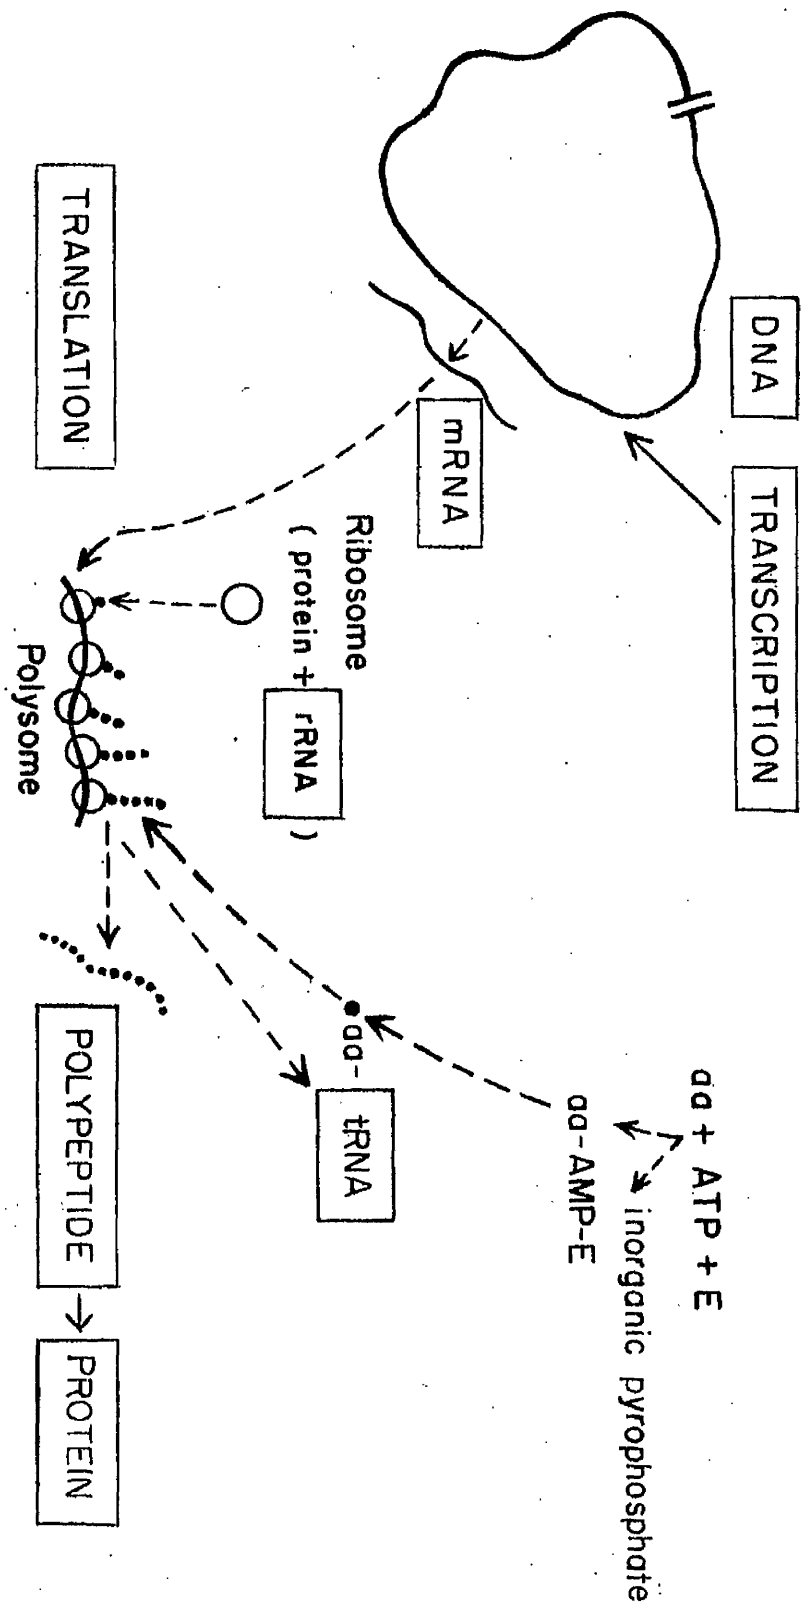 DNA
TRANSCRIPTION
aa + ATP + E
inorganic pyrophosphate
aa-AMP-E
mRNA
Ribosome
( protein + rRNA )
aa- tRNA
TRANSLATION
Polysome
POLYPEPTIDE → PROTEIN